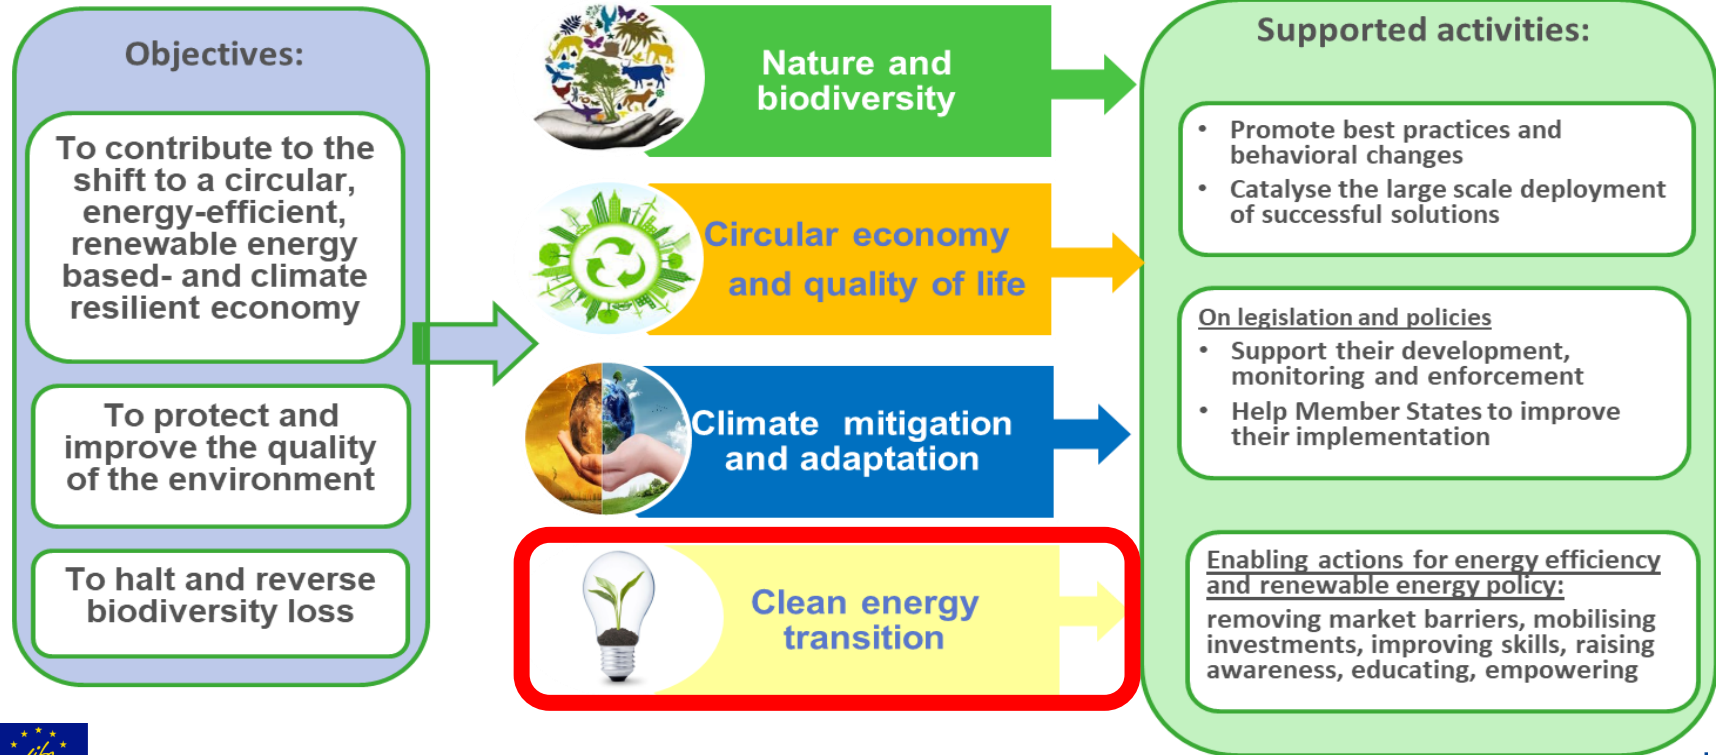 Objectives:
To contribute to the
shift to a circular,
energy-efficient,
renewable energy
based- and climate
resilient economy
To protect and
improve the quality
of the environment
To halt and reverse
biodiversity loss
Nature and
biodiversity
Circular economy
and quality of life
Climate mitigation
and adaptation
Clean energy
transition
Supported activities:
• Promote best practices and
behavioral changes
• Catalyse the large scale deployment
of successful solutions
On legislation and policies
• Support their development,
monitoring and enforcement
• Help Member States to improve
their implementation
Enabling actions for energy efficiency
and renewable energy policy:
removing market barriers, mobilising
investments, improving skills, raising
awareness, educating, empowering